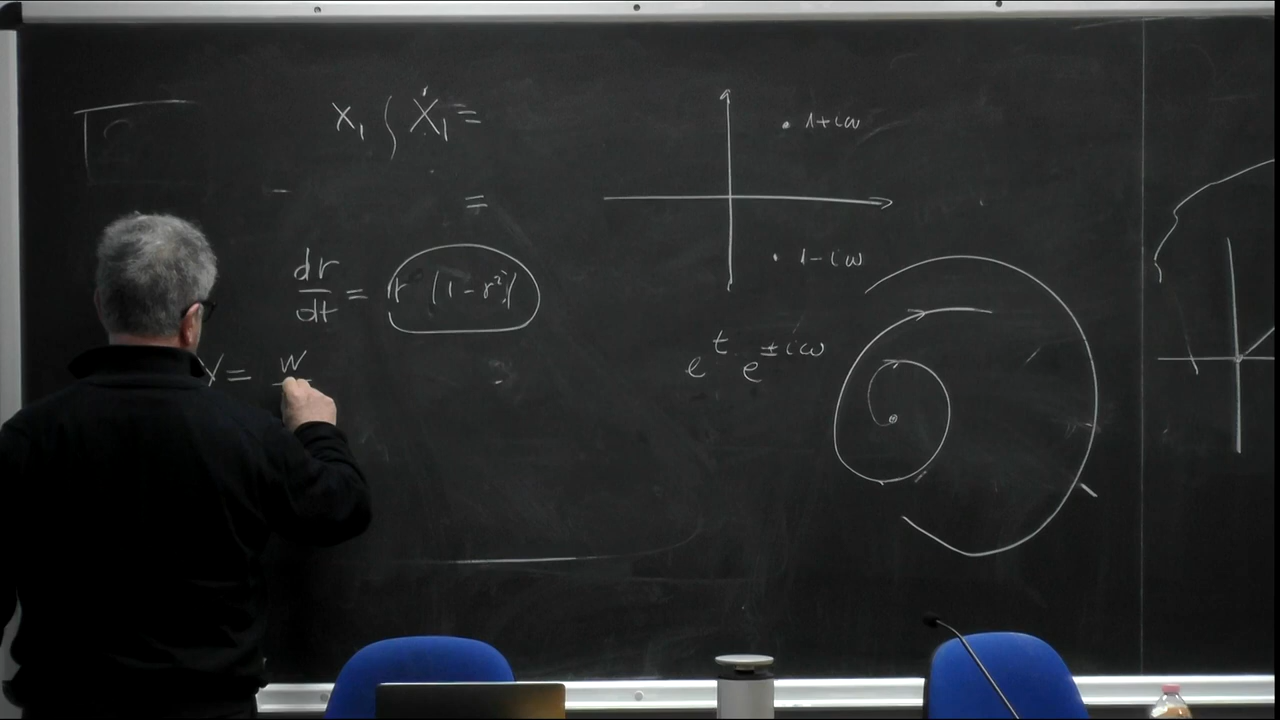 X₁ ∫ Ẋ₁ =
=
dr/dt = r (1 - r²)
Y = W
1 + iω
1 - iω
e^t e^{±iω}